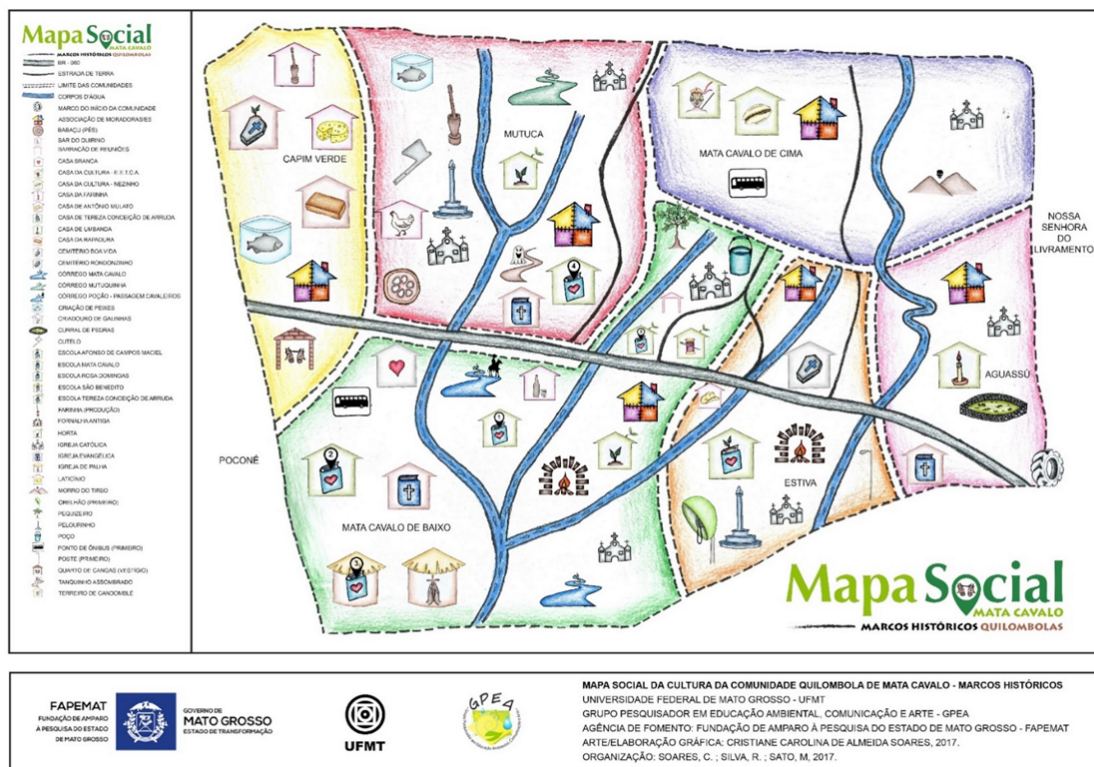 Mapa Social
MATA CAVALO
MARCOS HISTÓRICOS QUILOMBOLAS
ESTRADA DE TERRA
LIMITE DAS COMUNIDADES
CORPOS D'ÁGUA
MARCO DO INÍCIO DA COMUNIDADE
ASSOCIAÇÃO DE MORADORAS/ES
BABAÇU (PÉS)
BAR DO QUIRINO
BARRACÃO DE REUNIÕES
CASA BRANCA
CASA DA CULTURA - E.E.T.C.A.
CASA DA CULTURA - NEZINHO
CASA DA FARINHA
CASA DE ANTÔNIO MULATO
CASA DE TEREZA CONCEIÇÃO DE ARRUDA
CASA DE UMBANDA
CASA DA RAPADURA
CEMITÉRIO BOA VIDA
CEMITÉRIO
CÓRREGO MATA CAVALO
CÓRREGO MUTUQUINHA
CÓRREGO POÇÃO - PASSAGEM CAVALEIROS
CRIAÇÃO DE PEIXES
CRIADOURO DE GALINHAS
CURRAL DE PEDRAS
CUTELO
ESCOLA AFONSO DE CAMPOS MACIEL
ESCOLA MATA CAVALO
ESCOLA ROSA DOMINGAS
ESCOLA SÃO BENEDITO
ESCOLA TEREZA CONCEIÇÃO DE ARRUDA
FARINHA (PRODUÇÃO)
FORNALHA ANTIGA
HORTA
IGREJA CATÓLICA
IGREJA EVANGÉLICA
IGREJA DE PALHA
LATICÍNIO
MORRO DO
ORELHÃO (PRIMEIRO)
PEQUIZEIRO
PELOURINHO
POÇO
PONTO DE ÔNIBUS (PRIMEIRO)
POSTE (PRIMEIRO)
QUARTO DE CANGAS (VESTÍGIO)
TANQUINHO ASSOMBRADO
TERREIRO DE CANDOMBLÉ
CAPIM VERDE
MUTUCA
MATA CAVALO DE CIMA
NOSSA
SENHORA
DO
LIVRAMENTO
4
AGUASSÚ
POCONÉ
1
2
MATA CAVALO DE BAIXO
3
ESTIVA
Mapa Social
MATA CAVALO
MARCOS HISTÓRICOS QUILOMBOLAS
FAPEMAT
FUNDAÇÃO DE AMPARO
À PESQUISA DO ESTADO
DE MATO GROSSO
GOVERNO DE
MATO GROSSO
ESTADO DE TRANSFORMAÇÃO
UFMT
GPEA
MAPA SOCIAL DA CULTURA DA COMUNIDADE QUILOMBOLA DE MATA CAVALO - MARCOS HISTÓRICOS
UNIVERSIDADE FEDERAL DE MATO GROSSO - UFMT
GRUPO PESQUISADOR EM EDUCAÇÃO AMBIENTAL, COMUNICAÇÃO E ARTE - GPEA
AGÊNCIA DE FOMENTO: FUNDAÇÃO DE AMPARO À PESQUISA DO ESTADO DE MATO GROSSO - FAPEMAT
ARTE/ELABORAÇÃO GRÁFICA: CRISTIANE CAROLINA DE ALMEIDA SOARES, 2017.
ORGANIZAÇÃO: SOARES, C. ; SILVA, R. ; SATO, M, 2017.